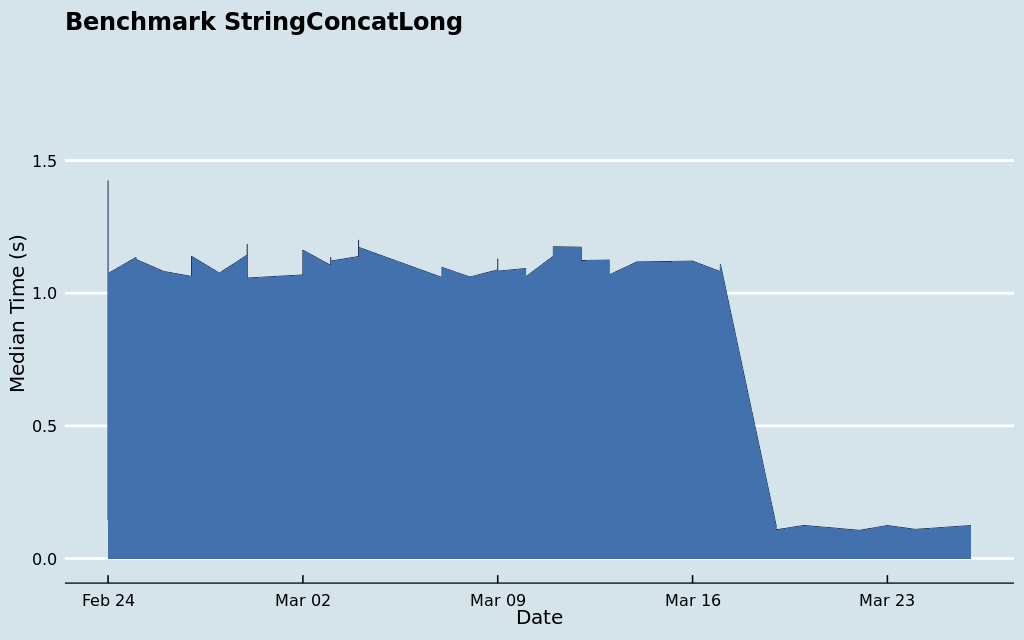 Benchmark StringConcatLong
Median Time (s)
1.5
1.0
0.5
0.0
Feb 24 Mar 02 Mar 09 Mar 16 Mar 23
Date